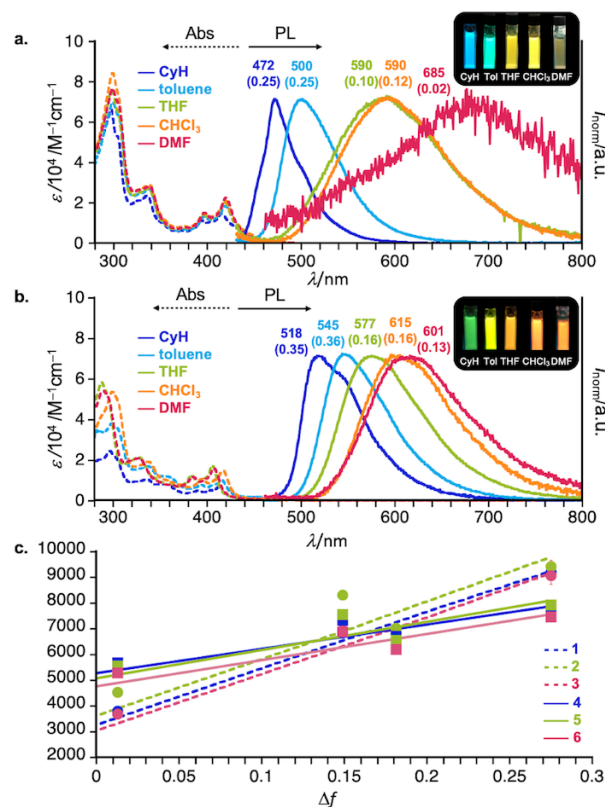 a.
Abs
PL
472
(0.25)
500
(0.25)
590
(0.10)
590
(0.12)
685
(0.02)
CyH Tol THF CHCl₃ DMF
CyH
toluene
THF
CHCl₃
DMF
ε /10⁴ /M⁻¹cm⁻¹
Iₙₒᵣₘ/a.u.
10
8
6
4
2
0
280 400 500 600 700 800
λ/nm
b.
Abs
PL
518
(0.35)
545
(0.36)
577
(0.16)
615
(0.16)
601
(0.13)
CyH Tol THF CHCl₃ DMF
CyH
toluene
THF
CHCl₃
DMF
ε /10⁴ /M⁻¹cm⁻¹
Iₙₒᵣₘ/a.u.
10
8
6
4
2
0
280 400 500 600 700 800
λ/nm
c.
10000
9000
8000
7000
6000
5000
4000
3000
2000
1
2
3
4
5
6
0 0.05 0.1 0.15 0.2 0.25 0.3
Δf